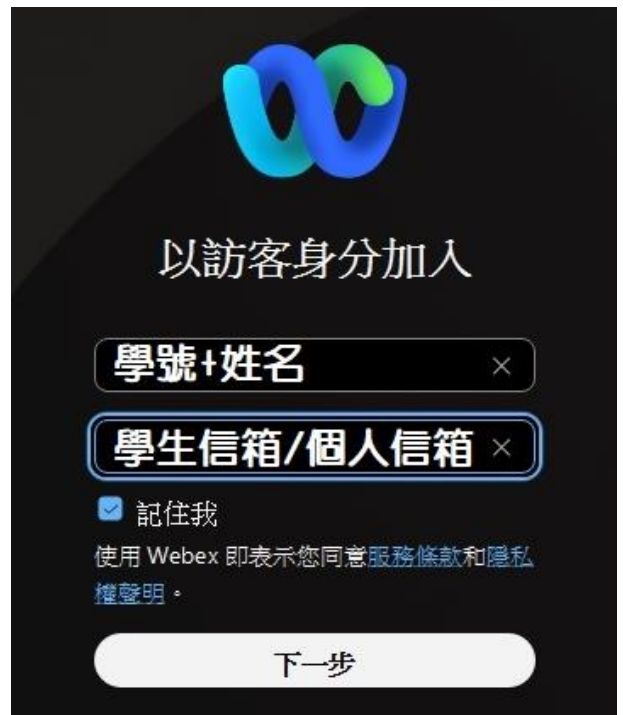 以訪客身分加入
學號+姓名
學生信箱/個人信箱
記住我
使用 Webex 即表示您同意服務條款和隱私
權聲明。
下一步